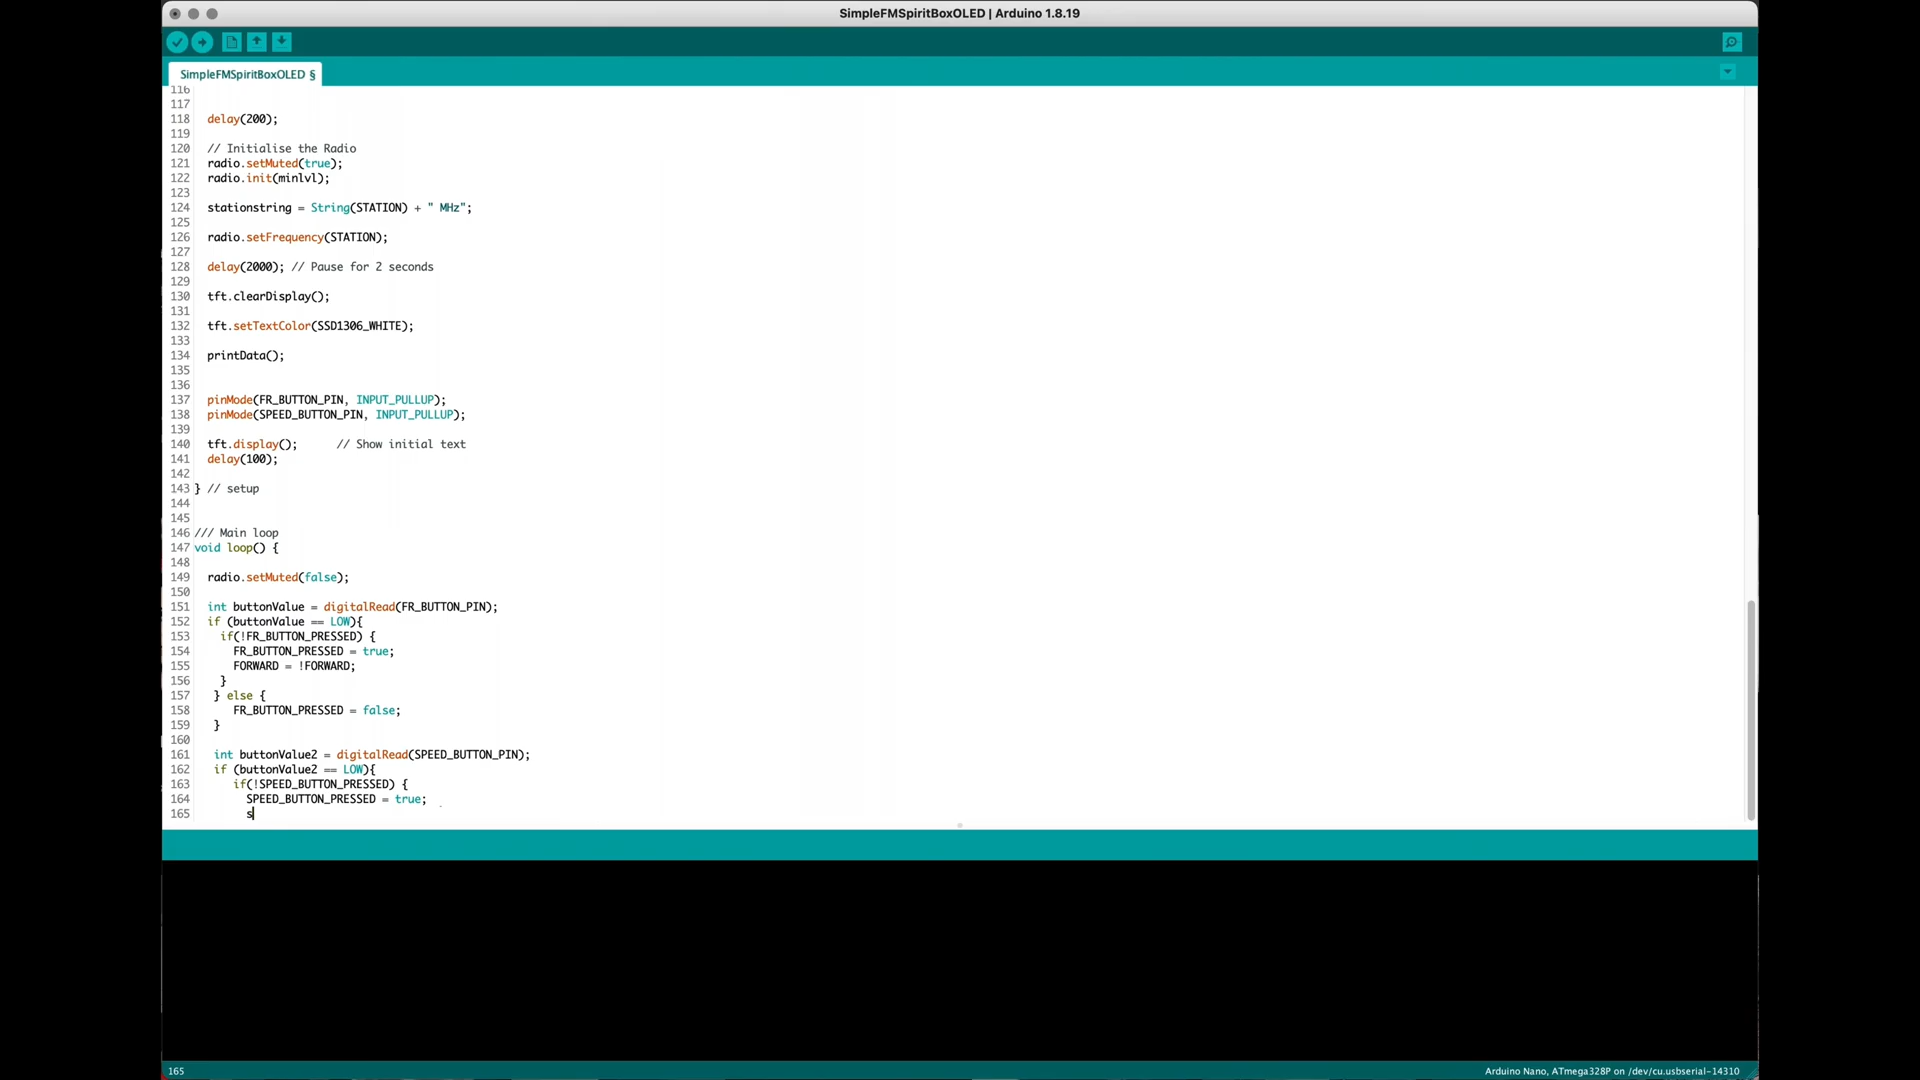 SimpleFMSpiritBoxOLED | Arduino 1.8.19
SimpleFMSpiritBoxOLED §
116
117
118 delay(200);
119
120 // Initialise the Radio
121 radio.setMuted(true);
122 radio.init(minlvl);
123
124 stationstring = String(STATION) + " MHz";
125
126 radio.setFrequency(STATION);
127
128 delay(2000); // Pause for 2 seconds
129
130 tft.clearDisplay();
131
132 tft.setTextColor(SSD1306_WHITE);
133
134 printData();
135
136
137 pinMode(FR_BUTTON_PIN, INPUT_PULLUP);
138 pinMode(SPEED_BUTTON_PIN, INPUT_PULLUP);
139
140 tft.display(); // Show initial text
141 delay(100);
142
143 } // setup
144
145
146 /// Main loop
147 void loop() {
148
149 radio.setMuted(false);
150
151 int buttonValue = digitalRead(FR_BUTTON_PIN);
152 if (buttonValue == LOW){
153 if(!FR_BUTTON_PRESSED) {
154 FR_BUTTON_PRESSED = true;
155 FORWARD = !FORWARD;
156 }
157 } else {
158 FR_BUTTON_PRESSED = false;
159 }
160
161 int buttonValue2 = digitalRead(SPEED_BUTTON_PIN);
162 if (buttonValue2 == LOW){
163 if(!SPEED_BUTTON_PRESSED) {
164 SPEED_BUTTON_PRESSED = true;
165 s
165
Arduino Nano, ATmega328P on /dev/cu.usbserial-14310